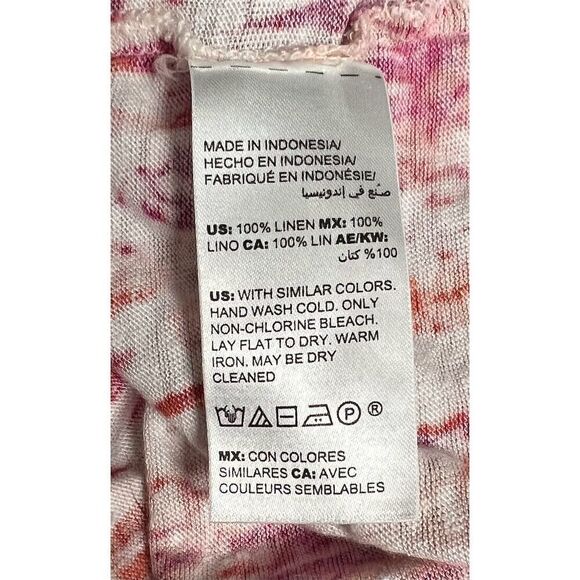 MADE IN INDONESIA/
HECHO EN INDONESIA/
FABRIQUÉ EN INDONÉSIE/
صنع في إندونيسيا
US: 100% LINEN MX: 100%
LINO CA: 100% LIN AE/KW:
100% كتان
US: WITH SIMILAR COLORS.
HAND WASH COLD. ONLY
NON-CHLORINE BLEACH.
LAY FLAT TO DRY. WARM
IRON. MAY BE DRY
CLEANED
P ®
MX: CON COLORES
SIMILARES CA: AVEC
COULEURS SEMBLABLES